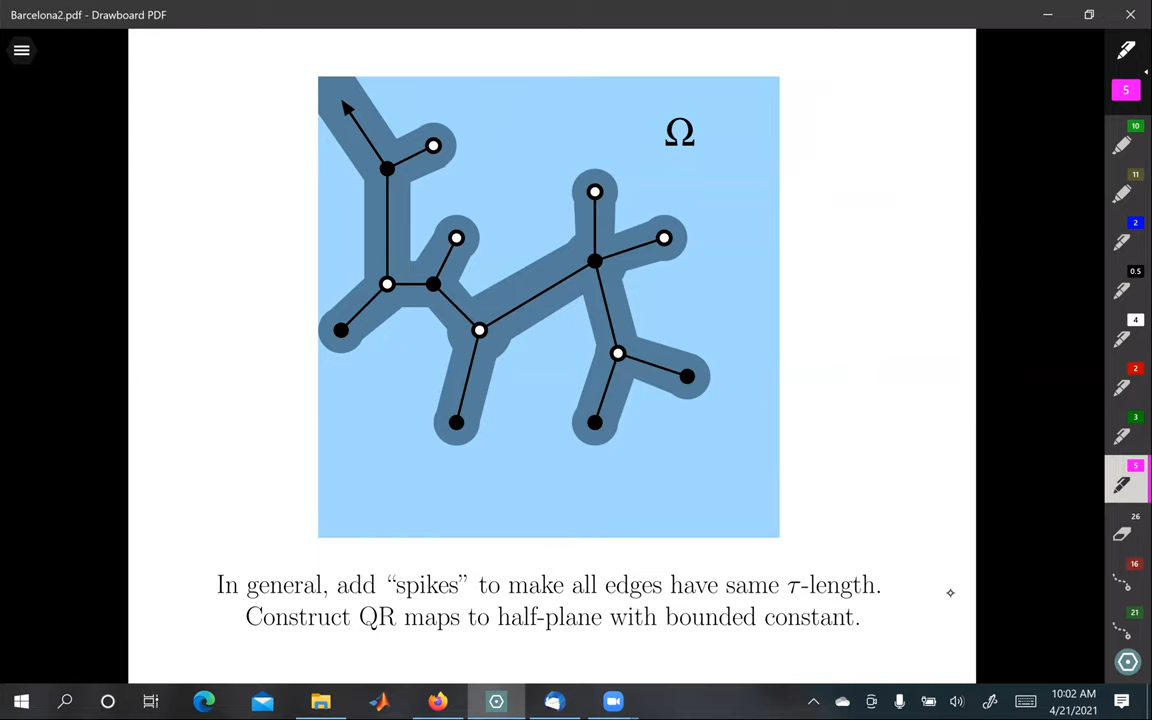 Barcelona2.pdf - Drawboard PDF
5
10
11
2
0.5
4
2
3
5
26
16
21
Ω
In general, add “spikes” to make all edges have same τ-length.
Construct QR maps to half-plane with bounded constant.
10:02 AM
4/21/2021